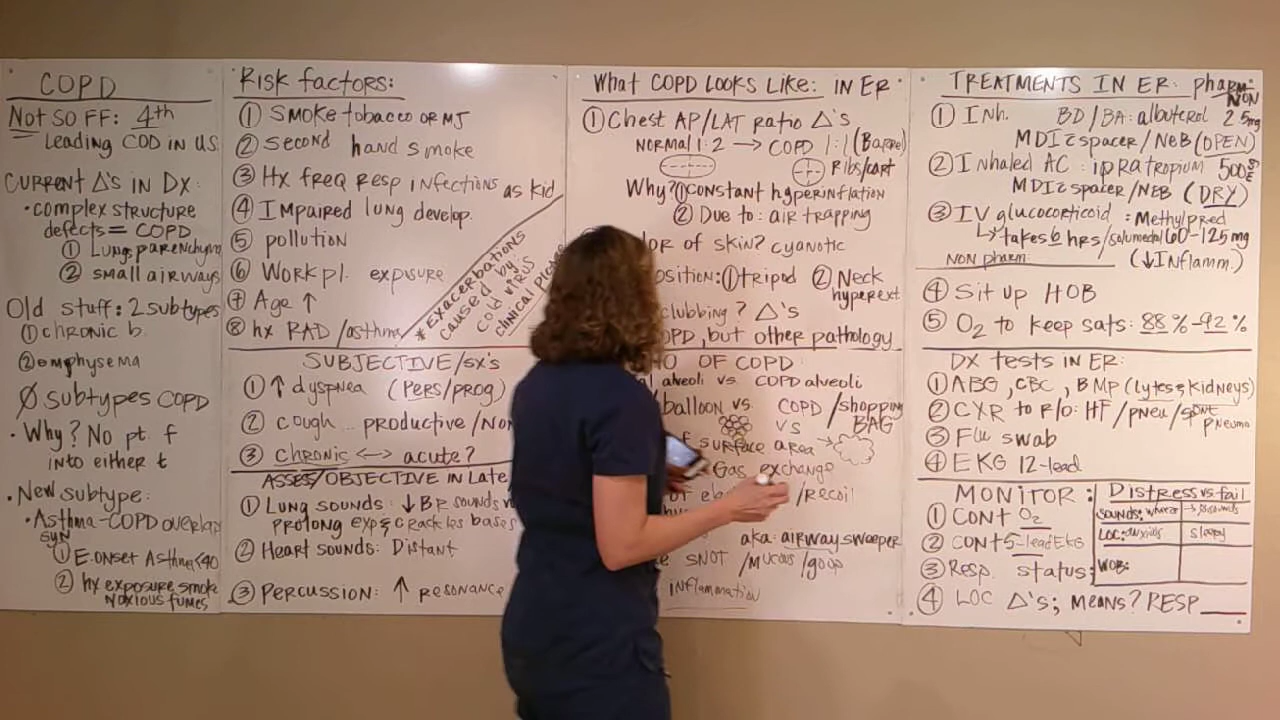 COPD
NOT SO FF: 4th
Leading COD in U.S.
CURRENT Δ's IN DX:
• complex structure
defects = COPD
① Lungs parenchyma
② small airways
Old stuff: 2 subtypes
① chronic b
② emphysema
Ø subtypes COPD
• Why? No pt. f
into either t
• New subtype:
• Asthma-COPD overlap
syn
① E.onset Asthma <40
② hx exposure smoke
noxious fumes
Risk factors:
① Smoke tobacco OR MJ
② Second hand smoke
③ Hx freq Resp infections as kid
④ Impaired lung develop.
⑤ pollution
⑥ Workpl. exposure
⑦ Age ↑
⑧ hx RAD/asthma
* EXACERBATIONS
caused by
cold virus
SUBJECTIVE/sx's
① ↑ dyspnea (PERS/PROG)
② cough ... productive/Non
③ chronic <-> acute?
ASSESS/OBJECTIVE IN Late
① Lung sounds: ↓ BR sounds
PROLONG exp & crackles bases
② Heart sounds: Distant
③ Percussion: ↑ resonance
What COPD LOOKS Like: IN ER
① Chest AP/LAT ratio Δ's
NORMAL 1:2 → COPD 1:1 (Barrel)
Ribs/cart
Why? ① constant hyperinflation
② Due to: air trapping
of skin? cyanotic
① tripod ② Neck
hyperext
clubbing? Δ's
OPD, but other pathology
O OF COPD:
alveoli vs. COPD alveoli
balloon vs. COPD/shopping
VS BAG
surface area
Gas exchange
/Recoil
aka: airway sweeper
SNOT/mucous/goop
Inflammation
TREATMENTS IN ER: pharm
NON
① Inh. BD/BA: albuterol 2.5mg
MDI c̄ spacer/NeB (OPEN)
② Inhaled AC: ipratropium 500
MDI c̄ spacer/NEB (DRY)
③ IV glucocorticoid: Methylpred
↳ takes 6 hrs/solumedrol 60-125 mg
NON pharm (↓Inflamm.)
④ Sit up HOB
⑤ O₂ to keep sats: 88%-92%
DX tests IN ER:
① ABG, CBC, BMP (lytes & kidneys)
② CXR to R/O: HF/pneu/spont
pneumo
③ Flu swab
④ EKG 12-lead
MONITOR:
① CONT O₂
② CONT 5-lead EKG
③ Resp. status:
④ LOC Δ's; means? RESP
Distress vs. fail
sounds: wheeze → Øsounds
LOC: anxious sleepy
WOB: